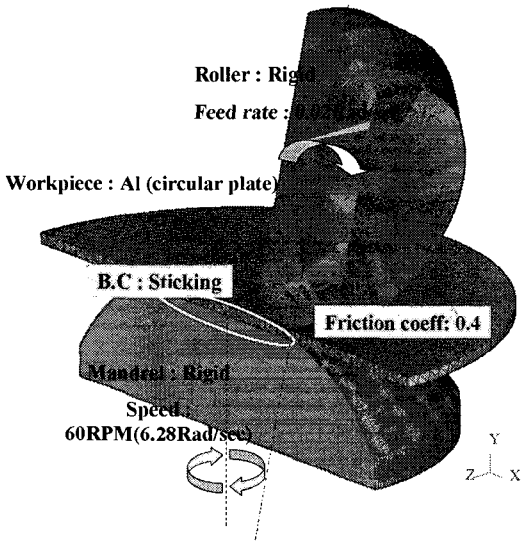 Roller : Rigid
Feed rate :
Workpiece : Al (circular plate)
B.C : Sticking
Friction coeff: 0.4
Mandrel : Rigid
Speed :
60RPM(6.28Rad/sec)
Y
Z X